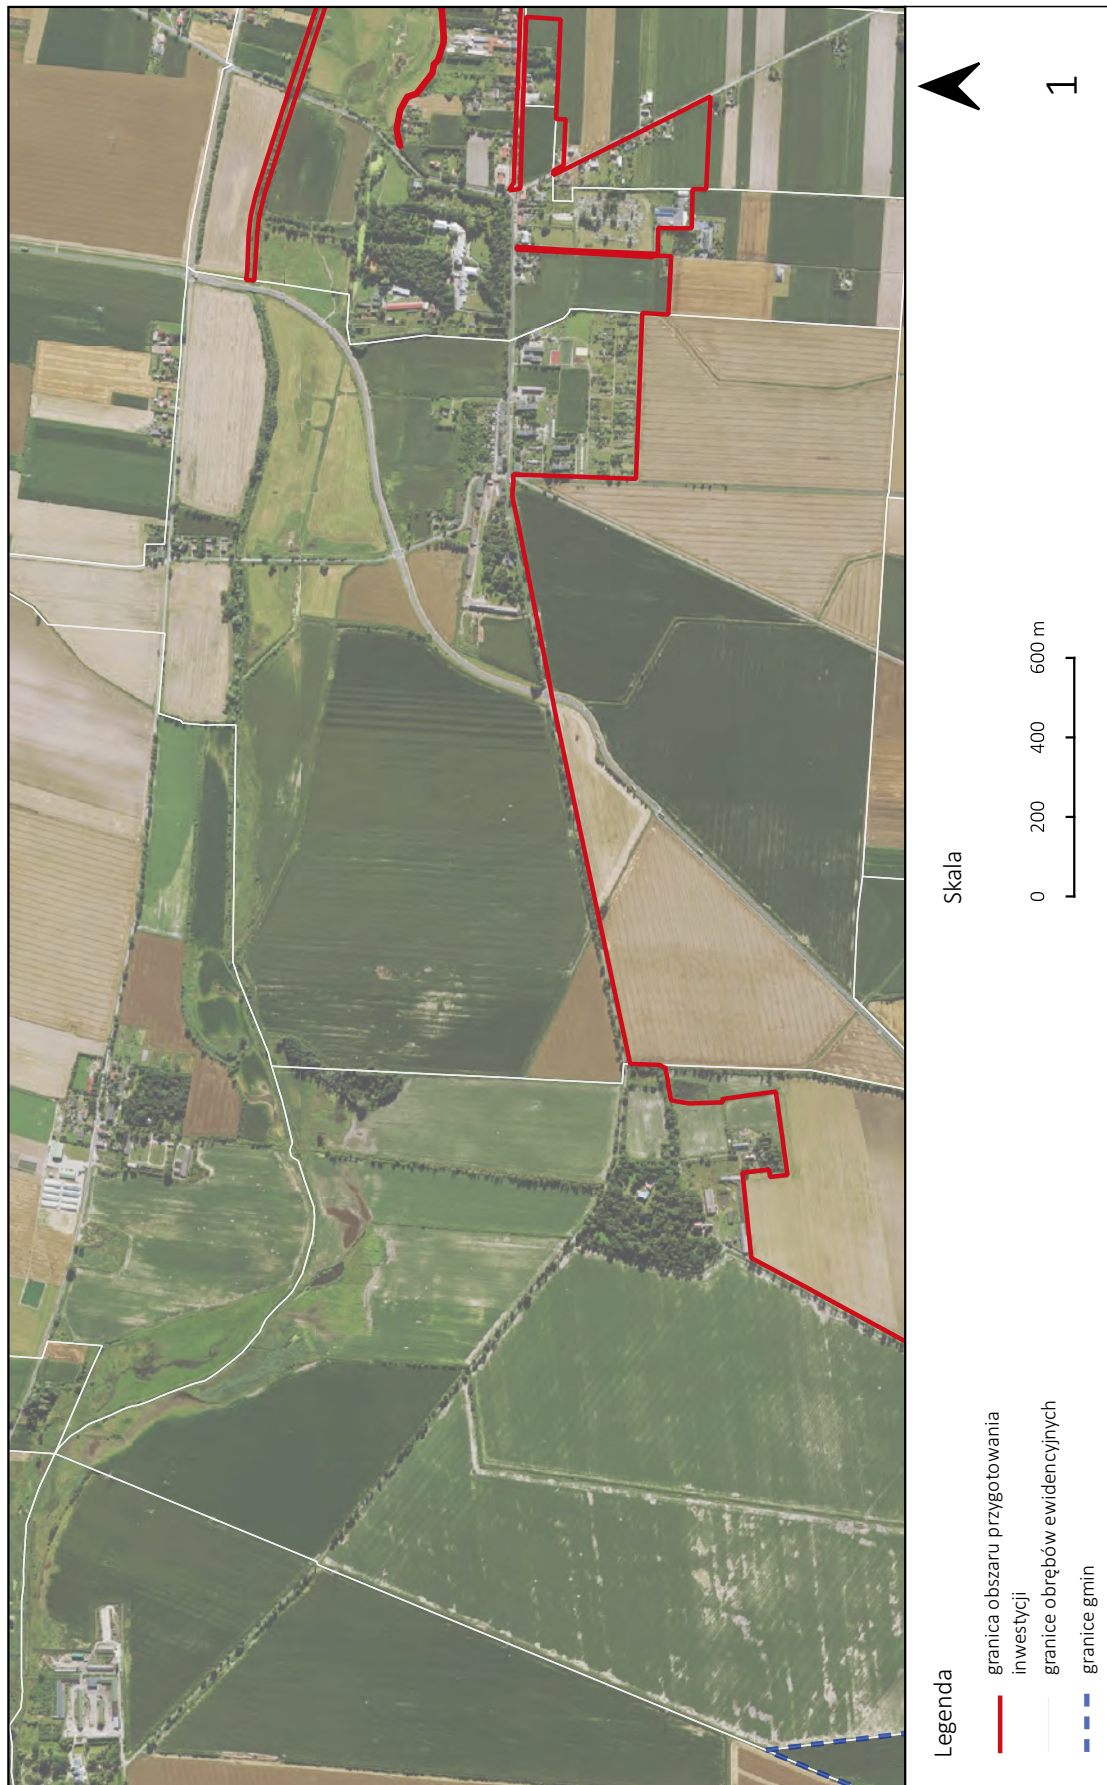 Legenda
granica obszaru przygotowania
inwestycji
granice obrębów ewidencyjnych
granice gmin
Skala
0 200 400 600 m
1